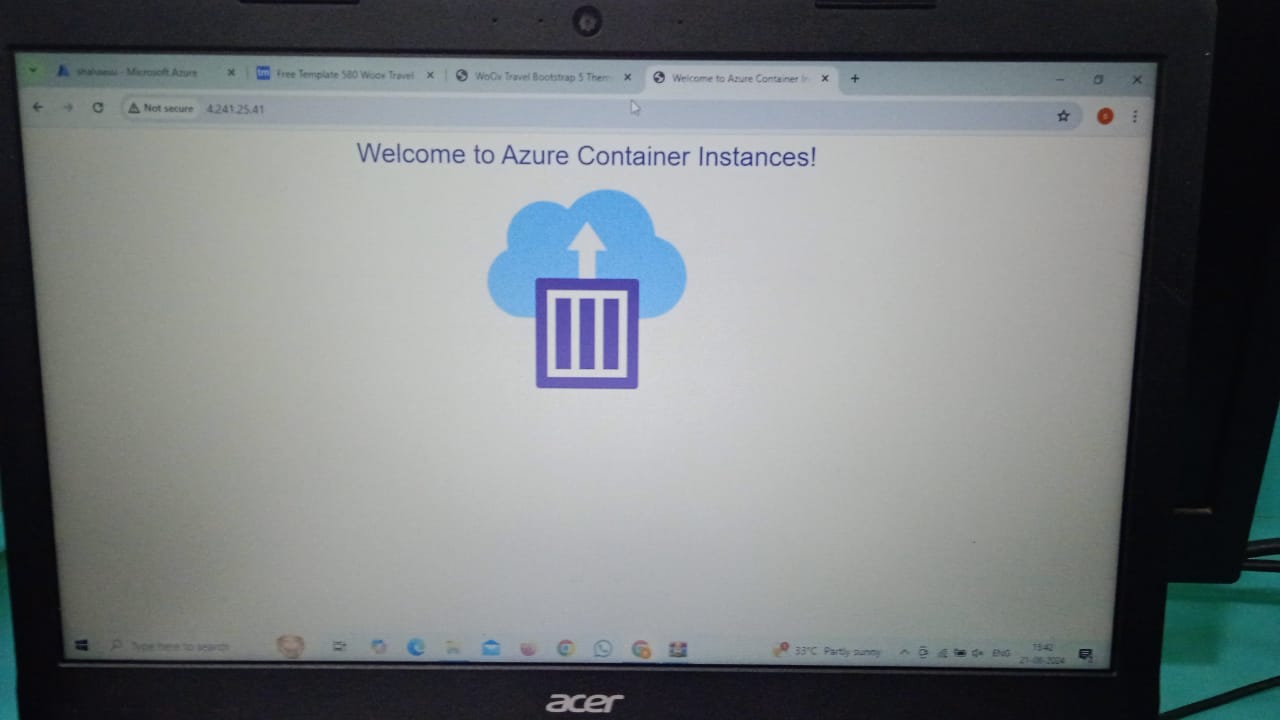 shahawaiz - Microsoft Azure
Free Template 580 Woox Travel
WoOx Travel Bootstrap 5 Them
Welcome to Azure Container In
Not secure 4.241.25.41
Welcome to Azure Container Instances!
Type here to search
33°C Partly sunny
ENG
15:42
21-08-2024
acer